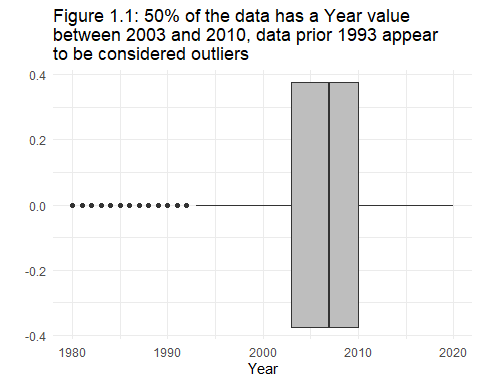 Figure 1.1: 50% of the data has a Year value
between 2003 and 2010, data prior 1993 appear
to be considered outliers
0.4
0.2
0.0
-0.2
-0.4
1980 1990 2000 2010 2020
Year